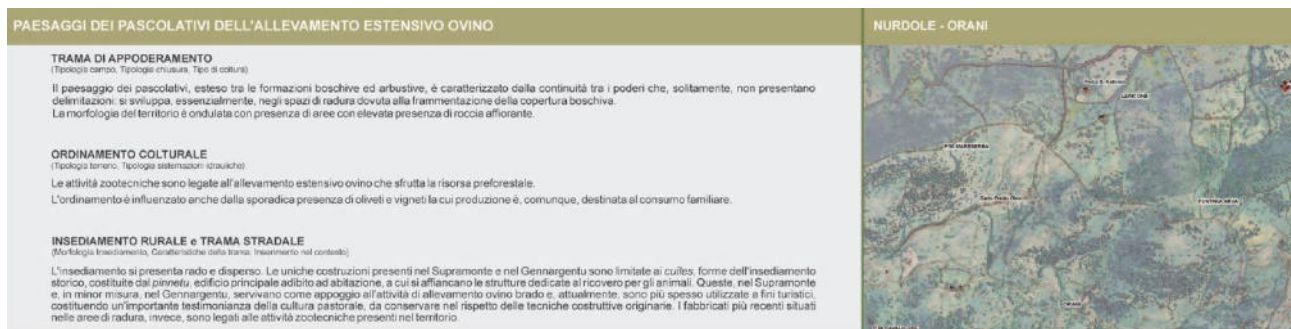 PAESAGGI DEI PASCOLATIVI DELL'ALLEVAMENTO ESTENSIVO OVINO
NURDOLE - ORANI
TRAMA DI APPODERAMENTO
(Tipologia campo, Tipologia chiusura, Tipo di coltura)
Il paesaggio dei pascolativi, esteso tra le formazioni boschive ed arbustive, è caratterizzato dalla continuità tra i poderi che, solitamente, non presentano
delimitazioni: si sviluppa, essenzialmente, negli spazi di radura dovuta alla frammentazione della copertura boschiva.
La morfologia del territorio è ondulata con presenza di aree con elevata presenza di roccia affiorante.
ORDINAMENTO COLTURALE
(Tipologia terreno, Tipologia sistemazioni idrauliche)
Le attività zootecniche sono legate all'allevamento estensivo ovino che sfrutta la risorsa preforestale.
L'ordinamento è influenzato anche dalla sporadica presenza di oliveti e vigneti la cui produzione è, comunque, destinata al consumo familiare.
INSEDIAMENTO RURALE e TRAMA STRADALE
(Morfologia Insediamento, Caratteristiche della trama, Inserimento nel contesto)
L'insediamento si presenta rado e disperso. Le uniche costruzioni presenti nel Supramonte e nel Gennargentu sono limitate ai cuiles, forme dell'insediamento
storico, costituite dal pinnetu, edificio principale adibito ad abitazione, a cui si affiancano le strutture dedicate al ricovero per gli animali. Queste, nel Supramonte
e, in minor misura, nel Gennargentu, servivano come appoggio all'attività di allevamento ovino brado e, attualmente, sono più spesso utilizzate a fini turistici,
costituendo un'importante testimonianza della cultura pastorale, da conservare nel rispetto delle tecniche costruttive originarie. I fabbricati più recenti situati
nelle aree di radura, invece, sono legati alle attività zootecniche presenti nel territorio.